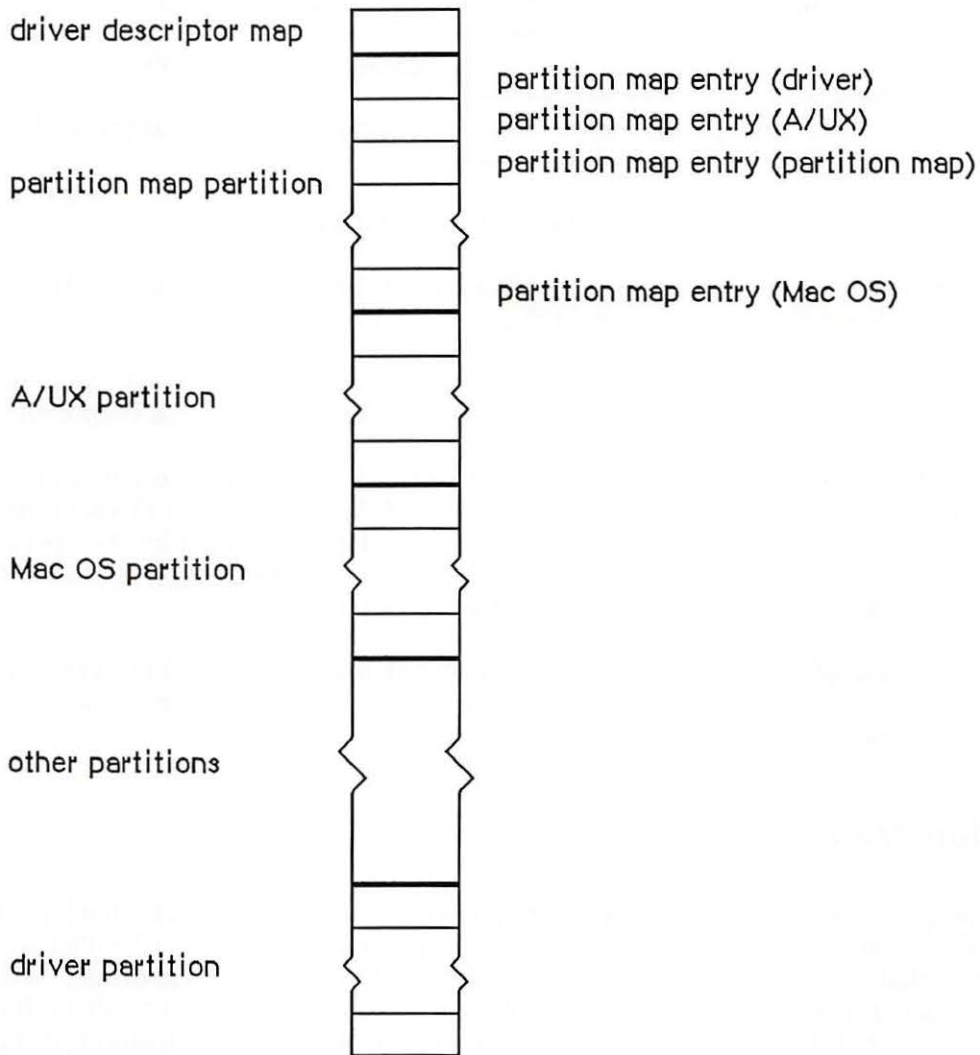 driver descriptor map
partition map entry (driver)
partition map entry (A/UX)
partition map entry (partition map)
partition map partition
partition map entry (Mac OS)
A/UX partition
Mac OS partition
other partitions
driver partition